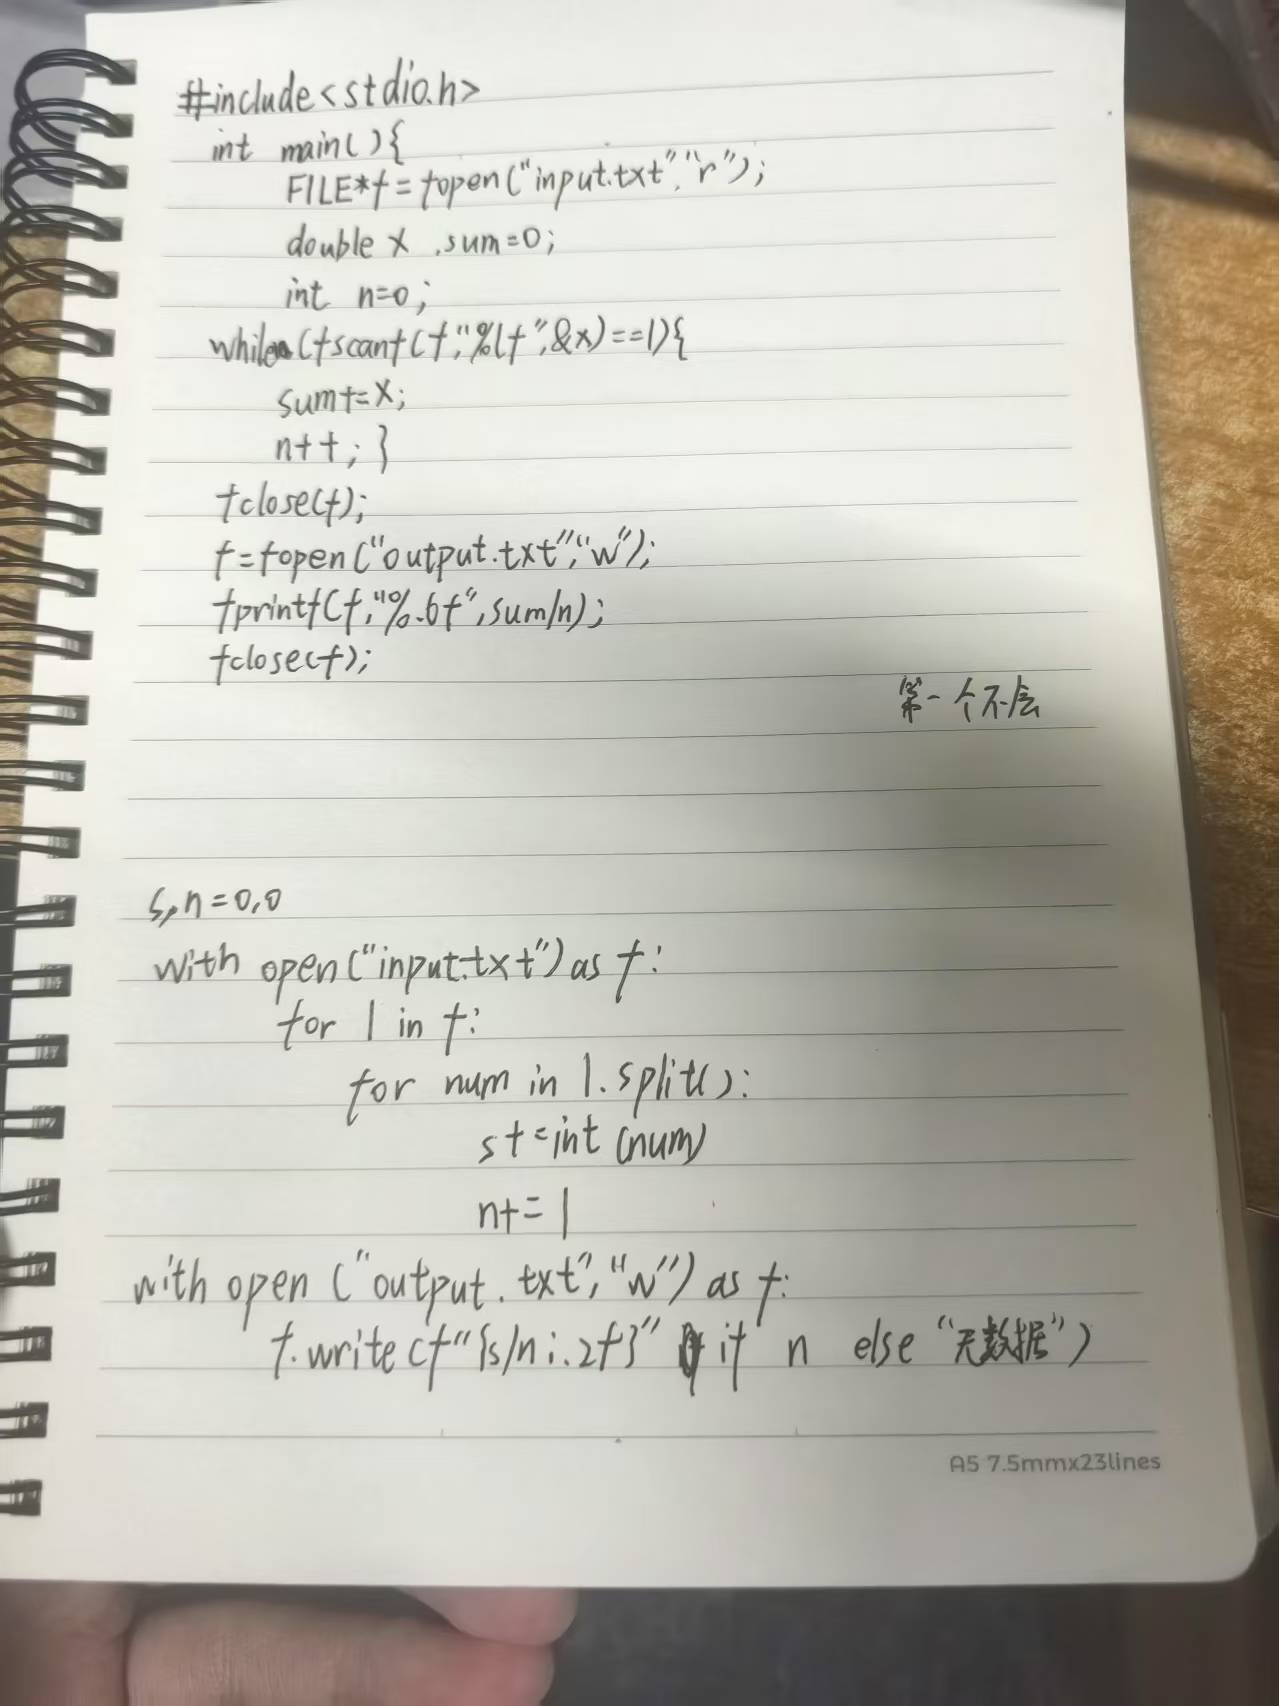 #include<stdio.h>
int main(){
FILE*f=fopen("input.txt","r");
double x,sum=0;
int n=0;
while(fscanf(f,"%lf",&x)==1){
sum+=x;
n++;}
fclose(f);
f=fopen("output.txt","w");
fprintf(f,"%.6f",sum/n);
fclose(f);
第一个不会
s,n=0,0
with open("input.txt")as f:
for l in f:
for num in l.split():
s+=int(num)
n+=1
with open("output.txt","w") as f:
f.write(f"{s/n:.2f}" if n else "无数据")
A5 7.5mmx23lines